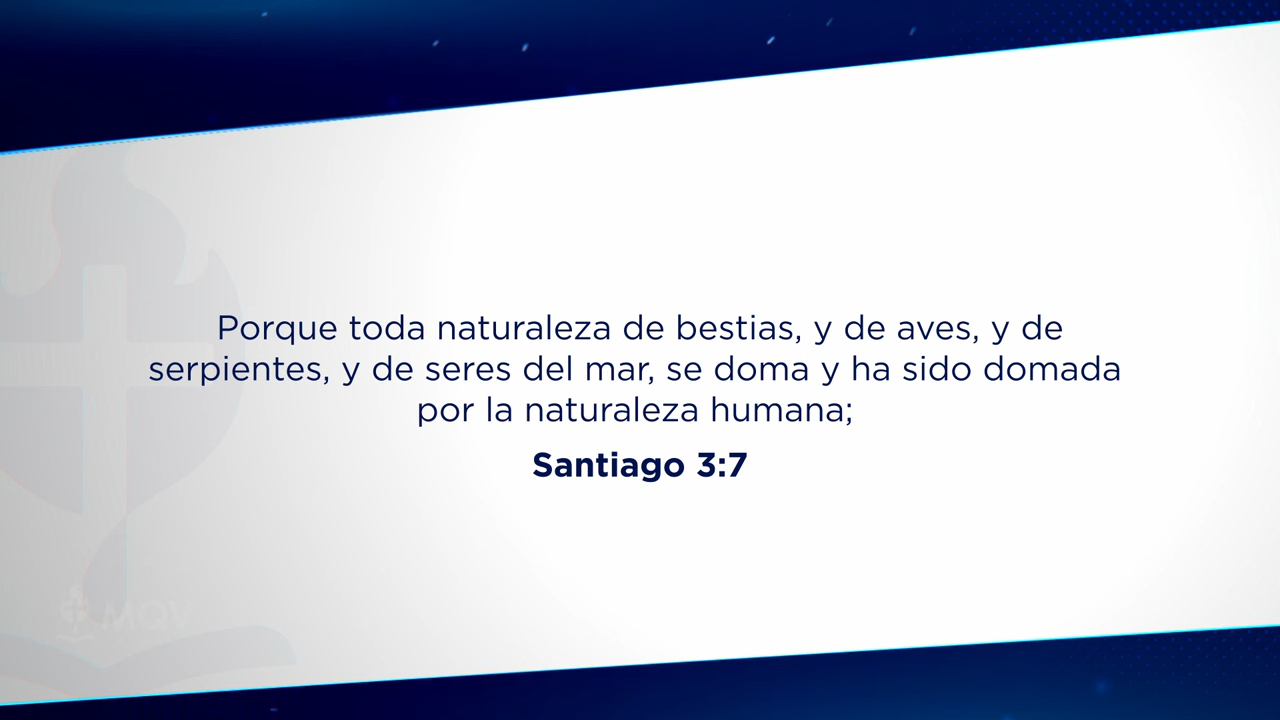 Porque toda naturaleza de bestias, y de aves, y de
serpientes, y de seres del mar, se doma y ha sido domada
por la naturaleza humana;
Santiago 3:7
MQV